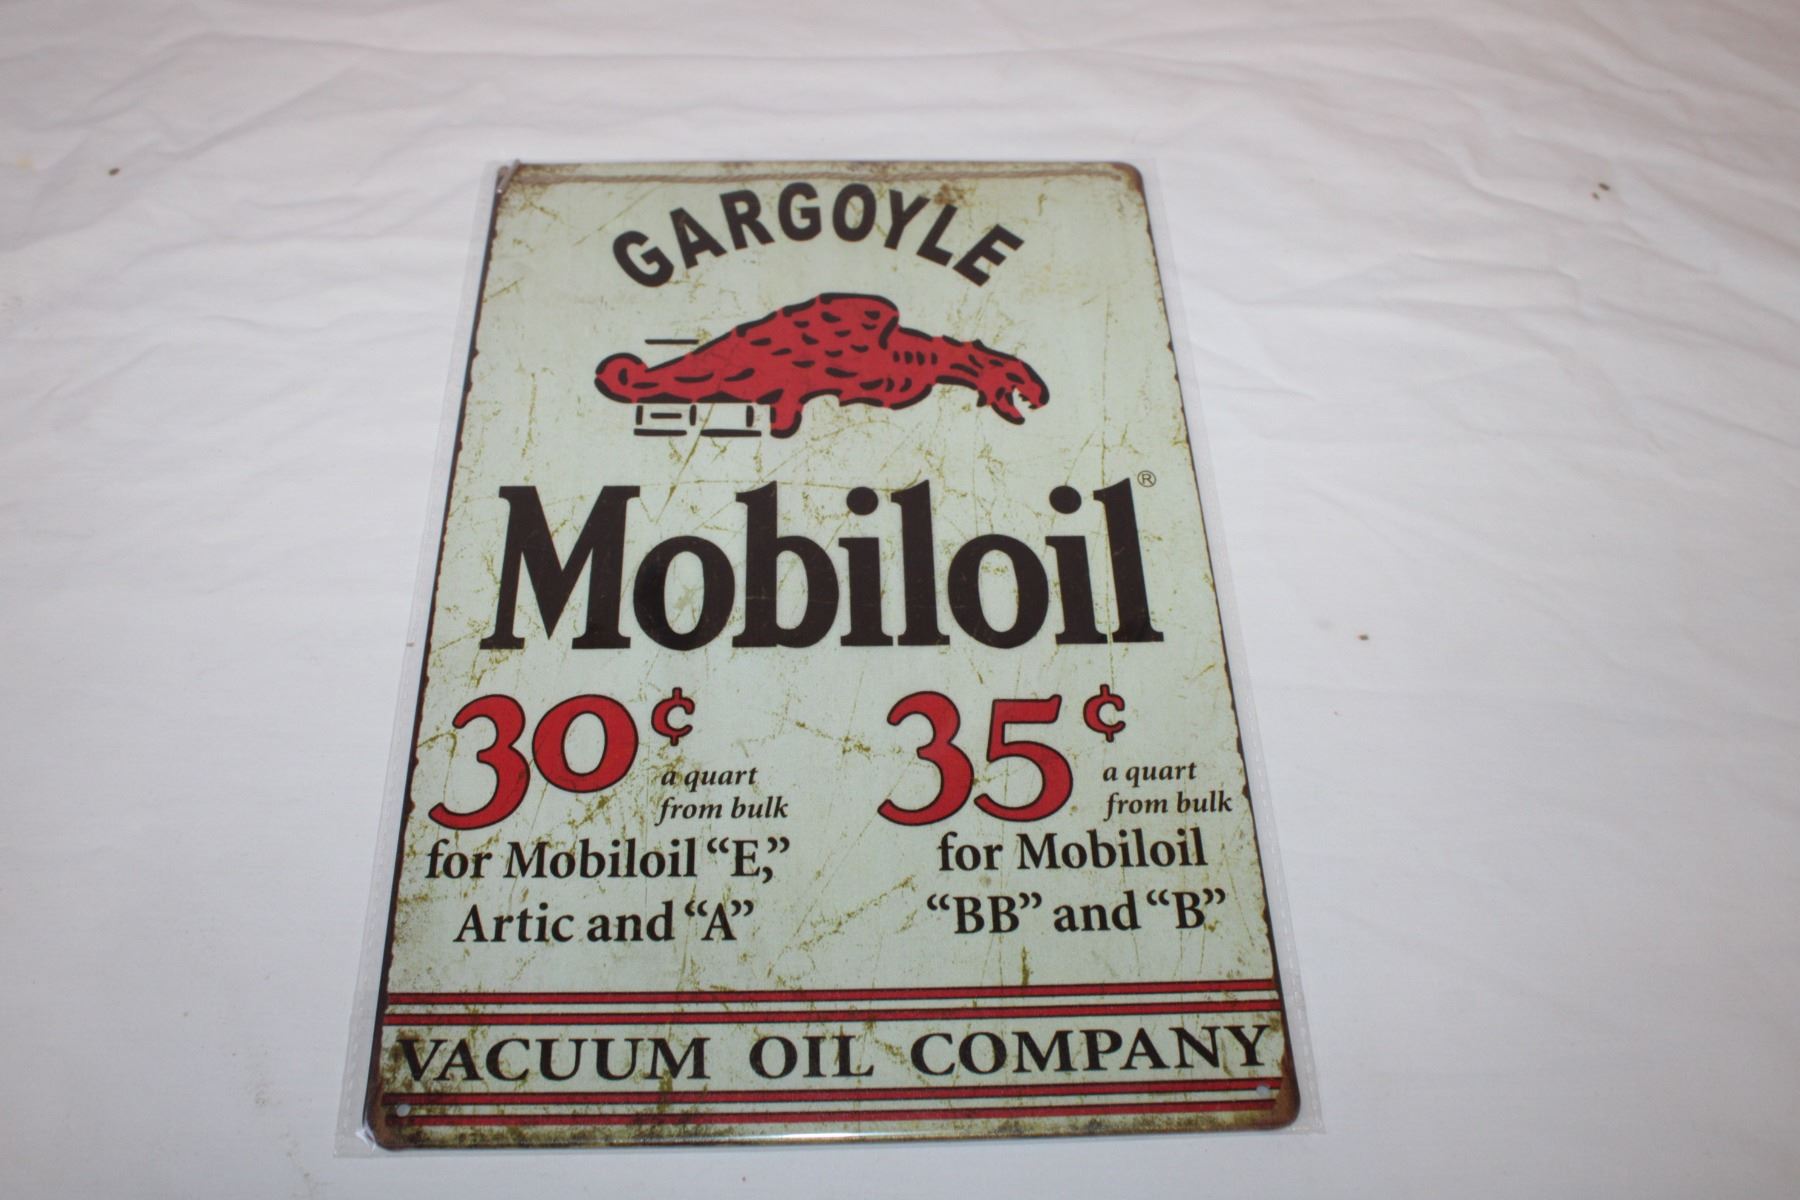 GARGOYLE
Mobiloil®
30¢ a quart
from bulk
for Mobiloil “E,”
Artic and “A”
35¢ a quart
from bulk
for Mobiloil
“BB” and “B”
VACUUM OIL COMPANY